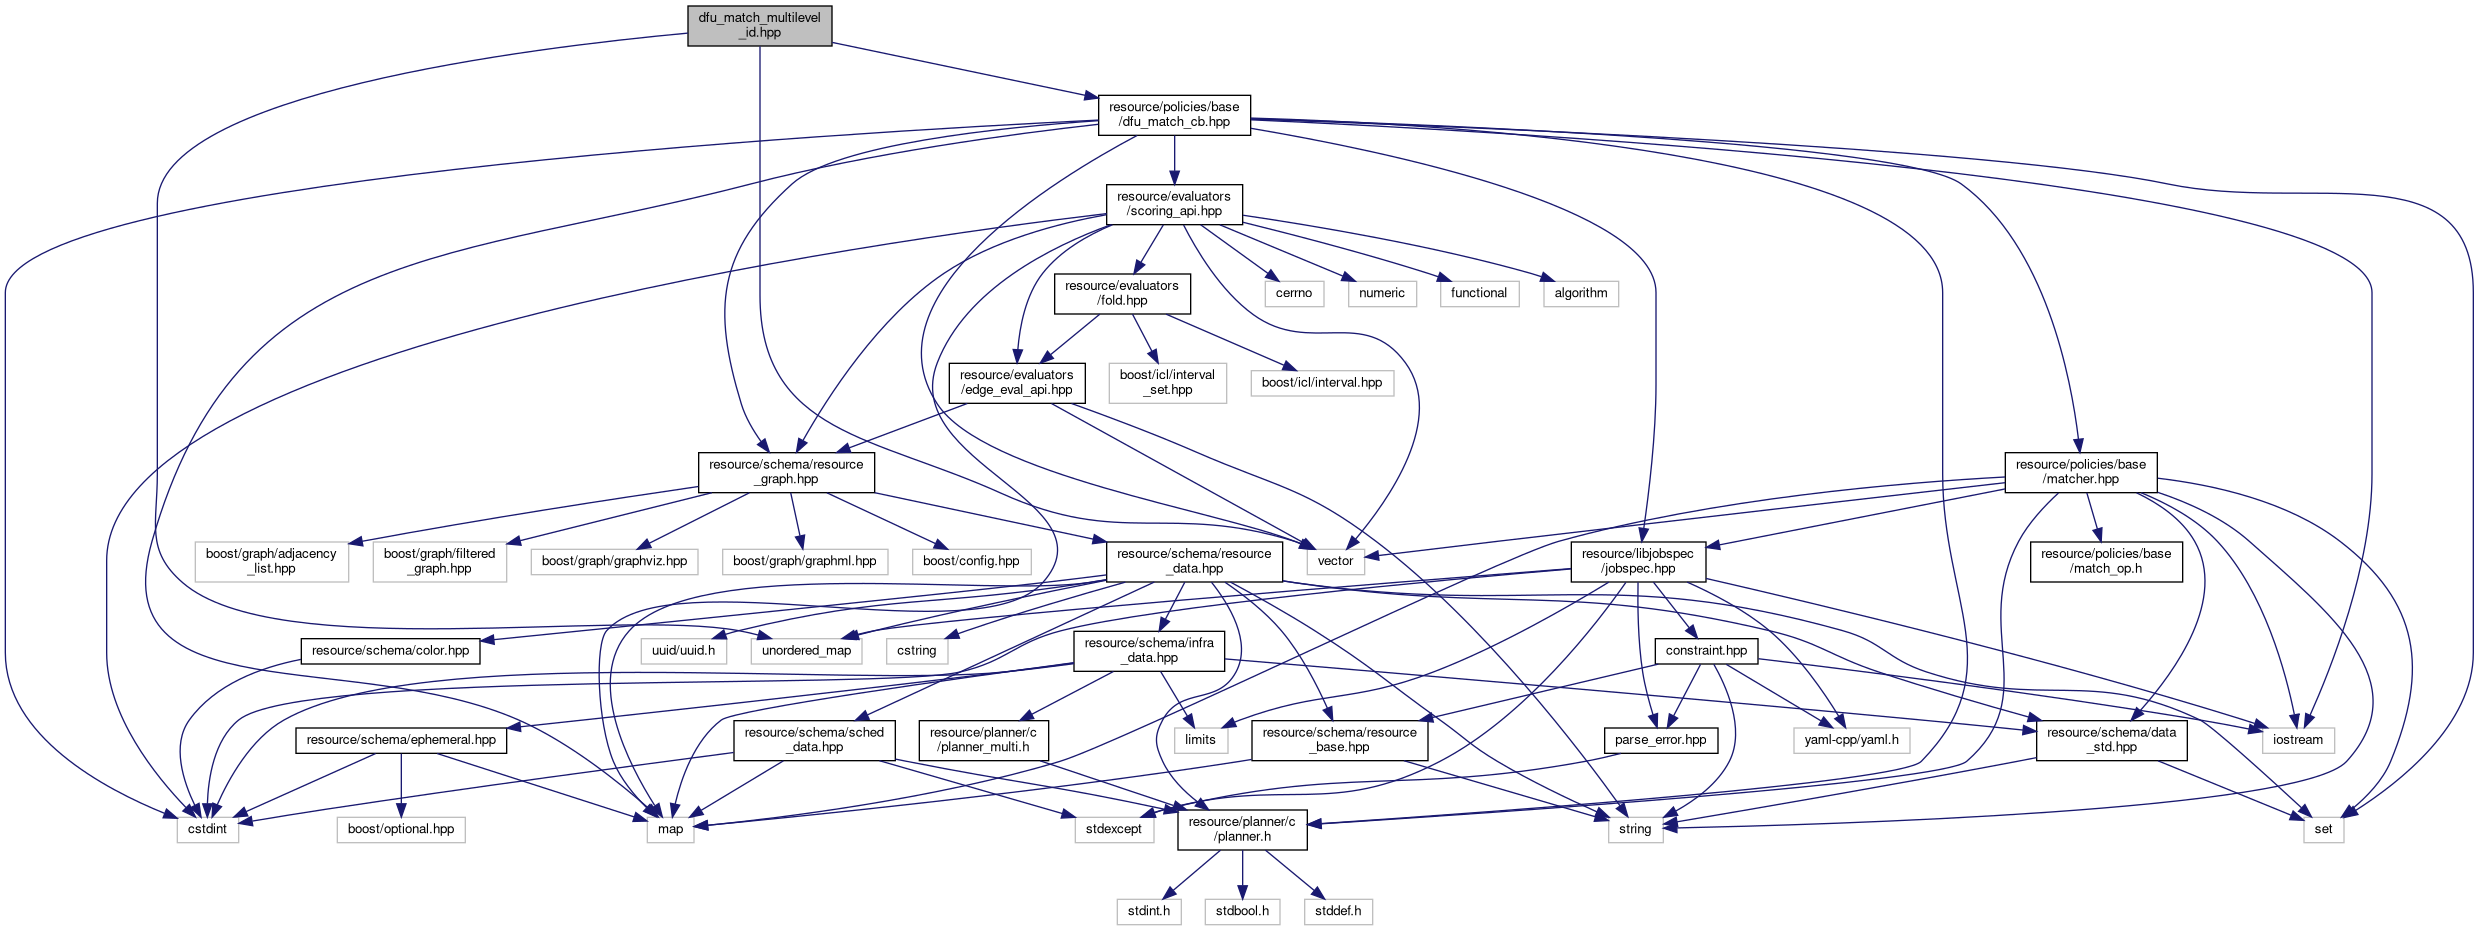 dfu_match_multilevel
_id.hpp
resource/policies/base
/dfu_match_cb.hpp
resource/evaluators
/scoring_api.hpp
resource/evaluators
/fold.hpp
cerrno
numeric
functional
algorithm
resource/evaluators
/edge_eval_api.hpp
boost/icl/interval
_set.hpp
boost/icl/interval.hpp
resource/schema/resource
_graph.hpp
resource/policies/base
/matcher.hpp
boost/graph/adjacency
_list.hpp
boost/graph/filtered
_graph.hpp
boost/graph/graphviz.hpp
boost/graph/graphml.hpp
boost/config.hpp
resource/schema/resource
_data.hpp
vector
resource/libjobspec
/jobspec.hpp
resource/policies/base
/match_op.h
resource/schema/color.hpp
uuid/uuid.h
unordered_map
cstring
resource/schema/infra
_data.hpp
constraint.hpp
resource/schema/ephemeral.hpp
resource/schema/sched
_data.hpp
resource/planner/c
/planner_multi.h
limits
resource/schema/resource
_base.hpp
parse_error.hpp
yaml-cpp/yaml.h
resource/schema/data
_std.hpp
iostream
cstdint
boost/optional.hpp
map
stdexcept
resource/planner/c
/planner.h
string
set
stdint.h
stdbool.h
stddef.h